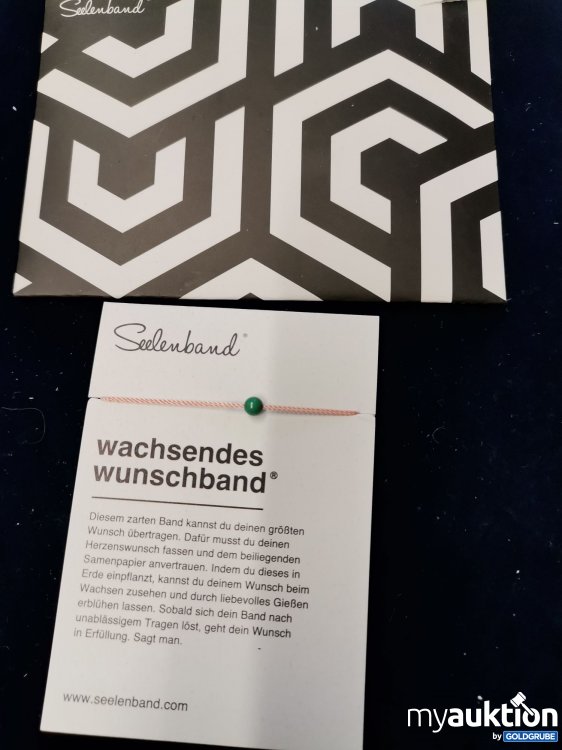 Seelenband®
Seelenband®
wachsendes
wunschband®
Diesem zarten Band kannst du deinen größten
Wunsch übertragen. Dafür musst du deinen
Herzenswunsch fassen und dem beiliegenden
Samenpapier anvertrauen. Indem du dieses in
Erde einpflanzt, kannst du deinem Wunsch beim
Wachsen zusehen und durch liebevolles Gießen
erblühen lassen. Sobald sich dein Band nach
unablässigem Tragen löst, geht dein Wunsch
in Erfüllung. Sagt man.
www.seelenband.com
myauktion
by GOLDGRUBE